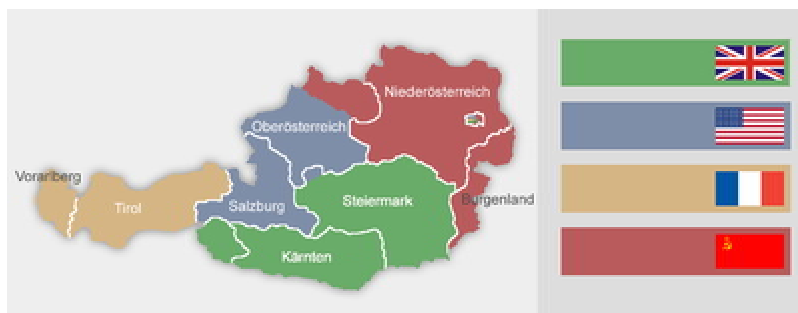 Niederösterreich
Oberösterreich
Vorarlberg
Tirol
Salzburg
Steiermark
Burgenland
Kärnten